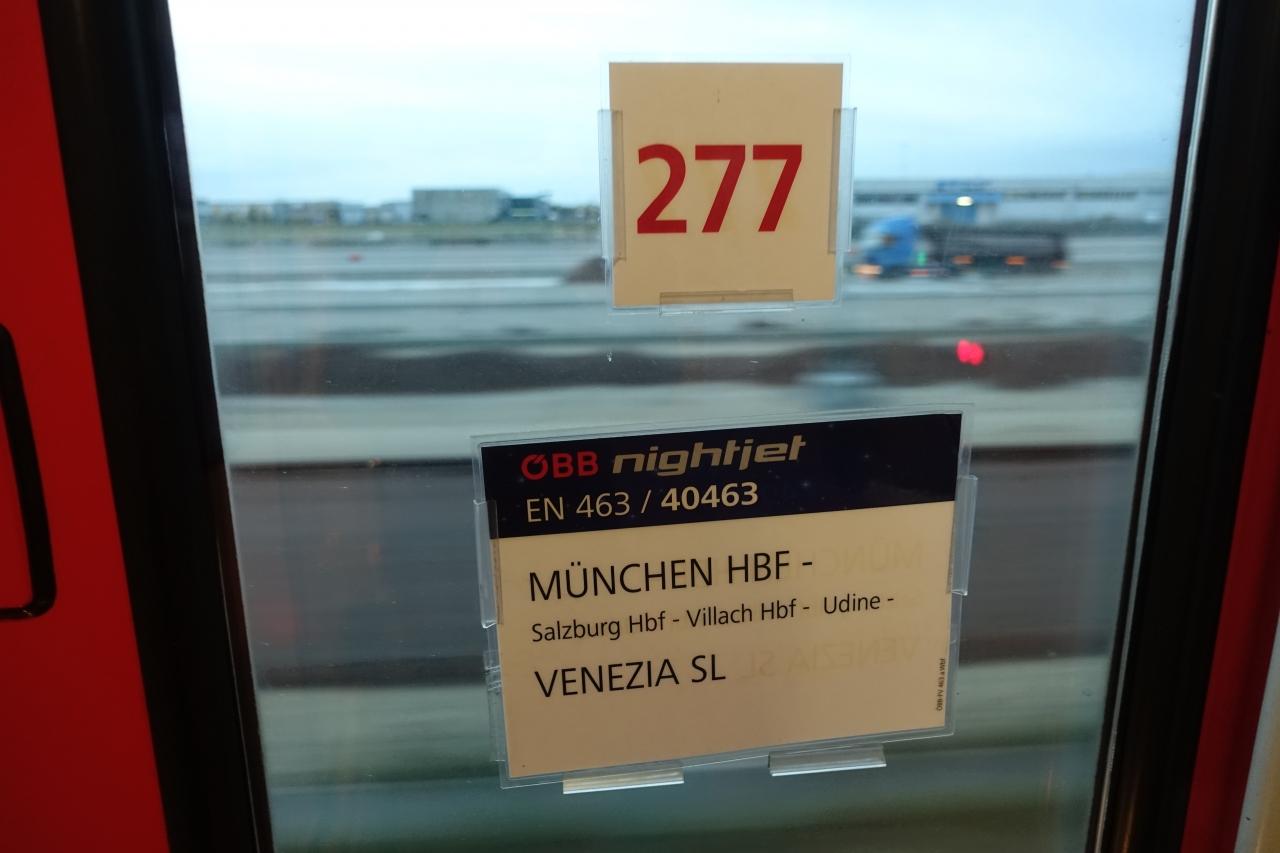 277
ÖBB nightjet
EN 463 / 40463
MÜNCHEN HBF -
Salzburg Hbf - Villach Hbf - Udine -
VENEZIA SL